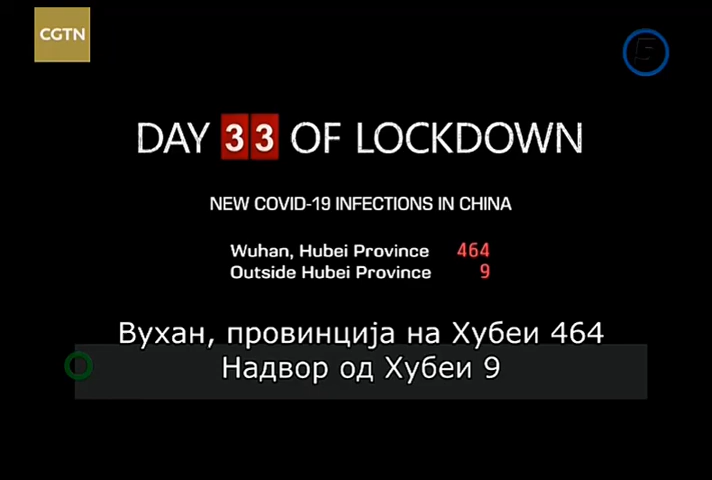 CGTN
5
DAY 33 OF LOCKDOWN
NEW COVID-19 INFECTIONS IN CHINA
Wuhan, Hubei Province 464
Outside Hubei Province 9
Вухан, провинција на Хубеи 464
Надвор од Хубеи 9